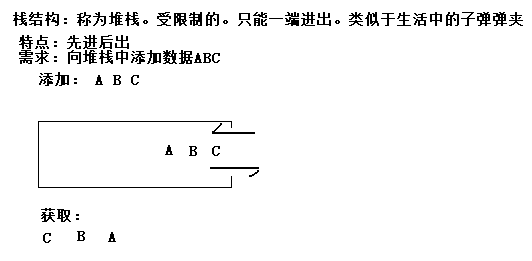 栈结构：称为堆栈。受限制的。只能一端进出。类似于生活中的子弹弹夹
特点：先进后出
需求：向堆栈中添加数据ABC
添加： A B C
A B C
获取：
C B A